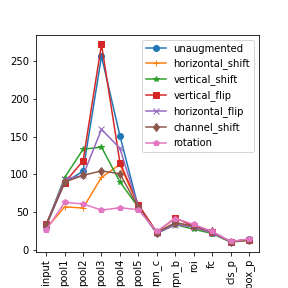 unaugmented
horizontal_shift
vertical_shift
vertical_flip
horizontal_flip
channel_shift
rotation
250
200
150
100
50
0
input
pool1
pool2
pool3
pool4
pool5
rpn_c
rpn_b
roi
fc
cls_p
box_p